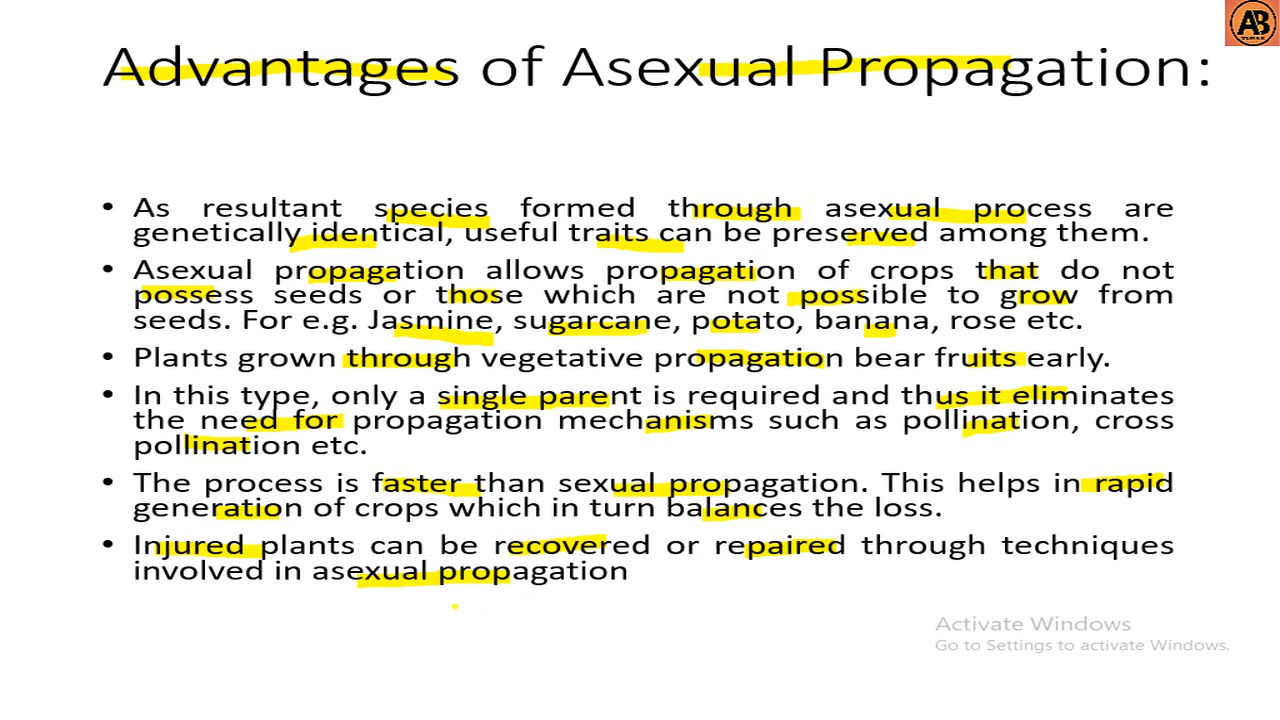 AB
Advantages of Asexual Propagation:
• As resultant species formed through asexual process are
genetically identical, useful traits can be preserved among them.
• Asexual propagation allows propagation of crops that do not
possess seeds or those which are not possible to grow from
seeds. For e.g. Jasmine, sugarcane, potato, banana, rose etc.
• Plants grown through vegetative propagation bear fruits early.
• In this type, only a single parent is required and thus it eliminates
the need for propagation mechanisms such as pollination, cross
pollination etc.
• The process is faster than sexual propagation. This helps in rapid
generation of crops which in turn balances the loss.
• Injured plants can be recovered or repaired through techniques
involved in asexual propagation
Activate Windows
Go to Settings to activate Windows.